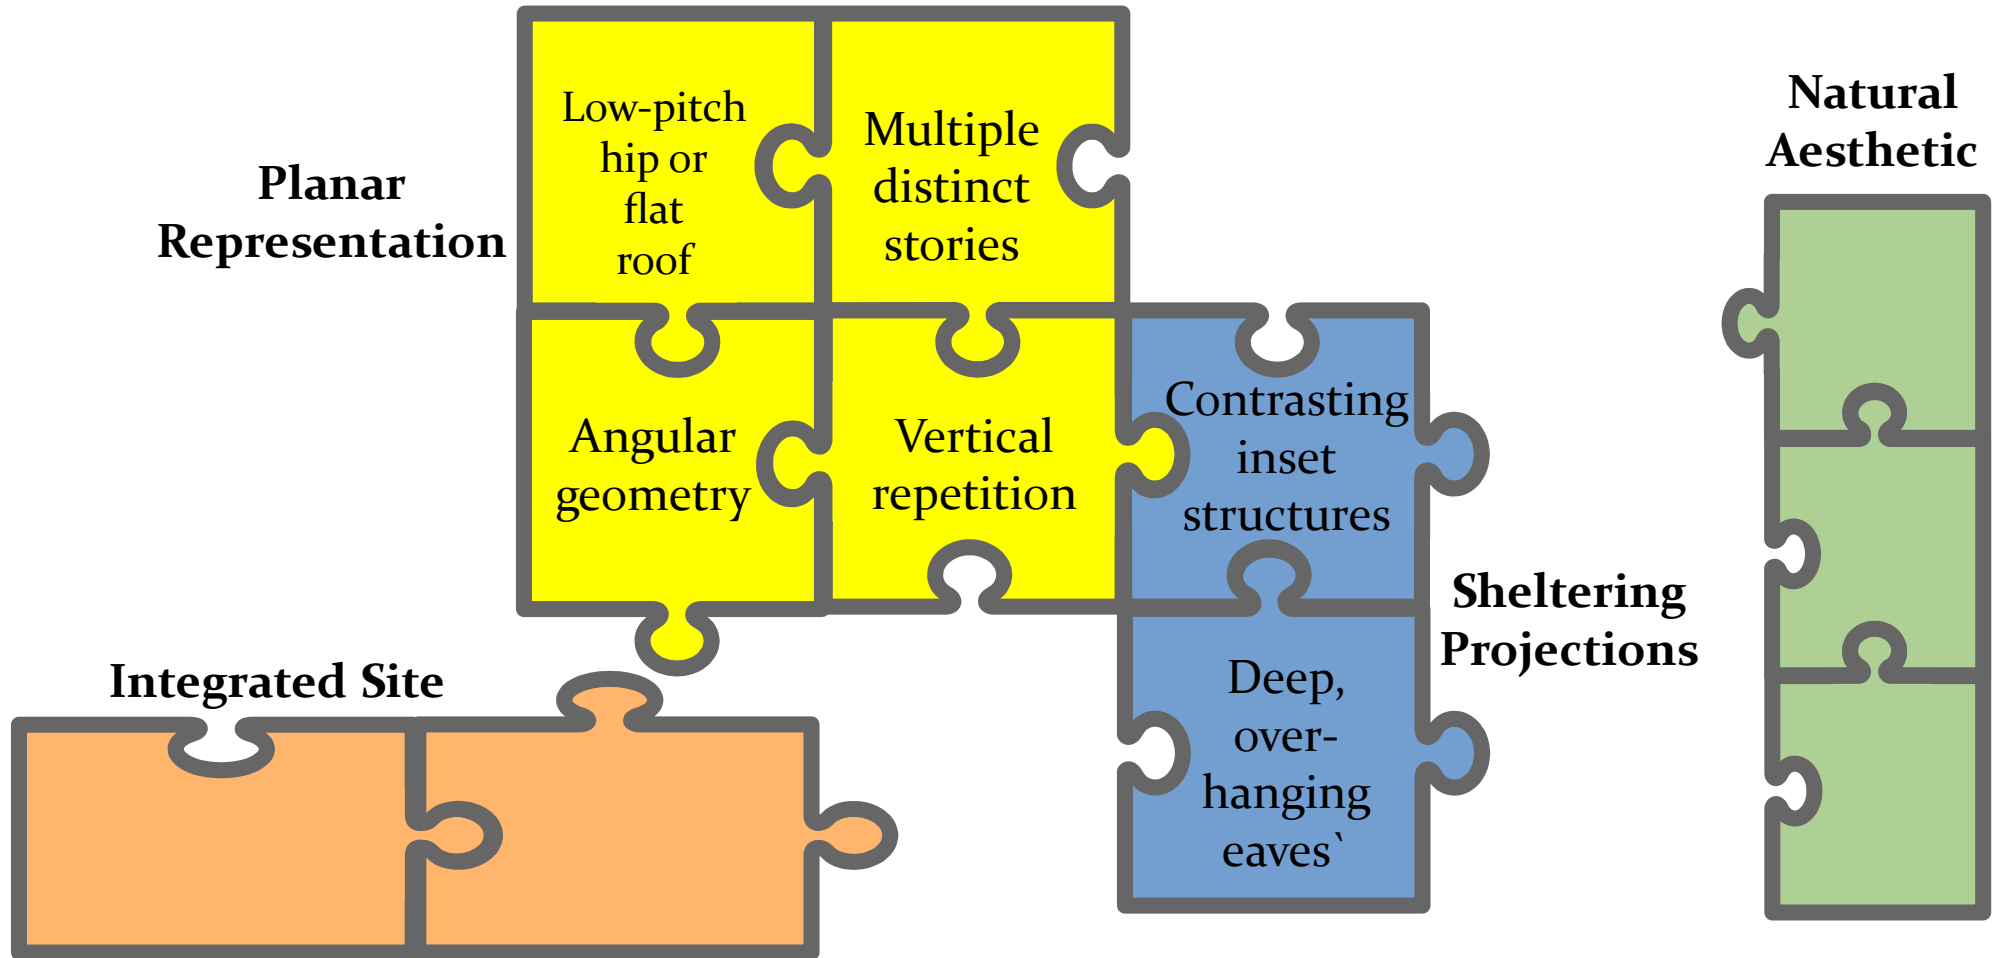 Planar
Representation
Low-pitch
hip or
flat
roof
Multiple
distinct
stories
Natural
Aesthetic
Angular
geometry
Vertical
repetition
Contrasting
inset
structures
Sheltering
Projections
Integrated Site
Deep,
over-
hanging
eaves`